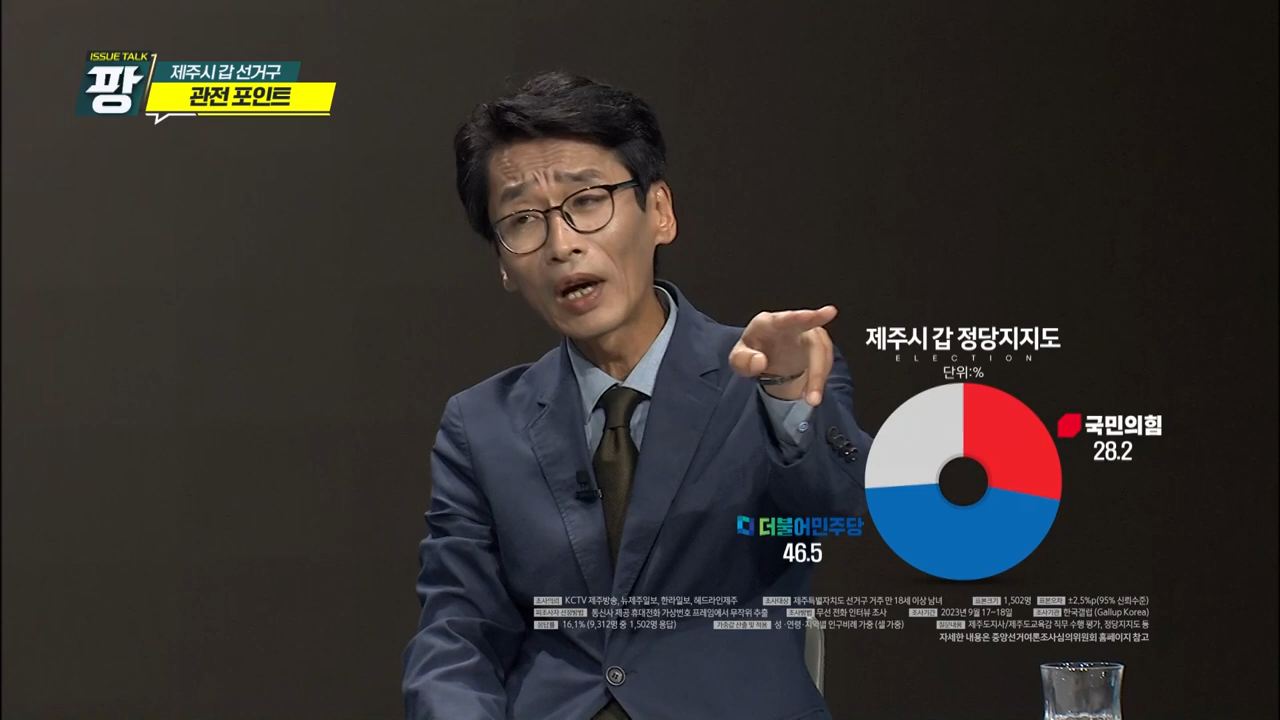 ISSUE TALK
팡
제주시 갑 선거구
관전 포인트
제주시 갑 정당지지도
ELECTION
단위:%
국민의힘
28.2
더불어민주당
46.5
조사의뢰 KCTV 제주방송, 뉴제주일보, 한라일보, 헤드라인제주 조사대상 제주특별자치도 선거구 거주 만 18세 이상 남녀 표본크기 1,502명 표본오차 ±2.5%p(95% 신뢰수준)
피조사자 선정방법 통신사 제공 휴대전화 가상번호 프레임에서 무작위 추출 조사방법 무선 전화 인터뷰 조사 조사기간 2023년 9월 17~18일 조사기관 한국갤럽 (Gallup Korea)
응답률 16.1% (9,312명 중 1,502명 응답) 가중값 산출 및 적용 성·연령·지역별 인구비례 가중 (셀 가중) 질문내용 제주도지사/제주도교육감 직무 수행 평가, 정당지지도 등
자세한 내용은 중앙선거여론조사심의위원회 홈페이지 참고